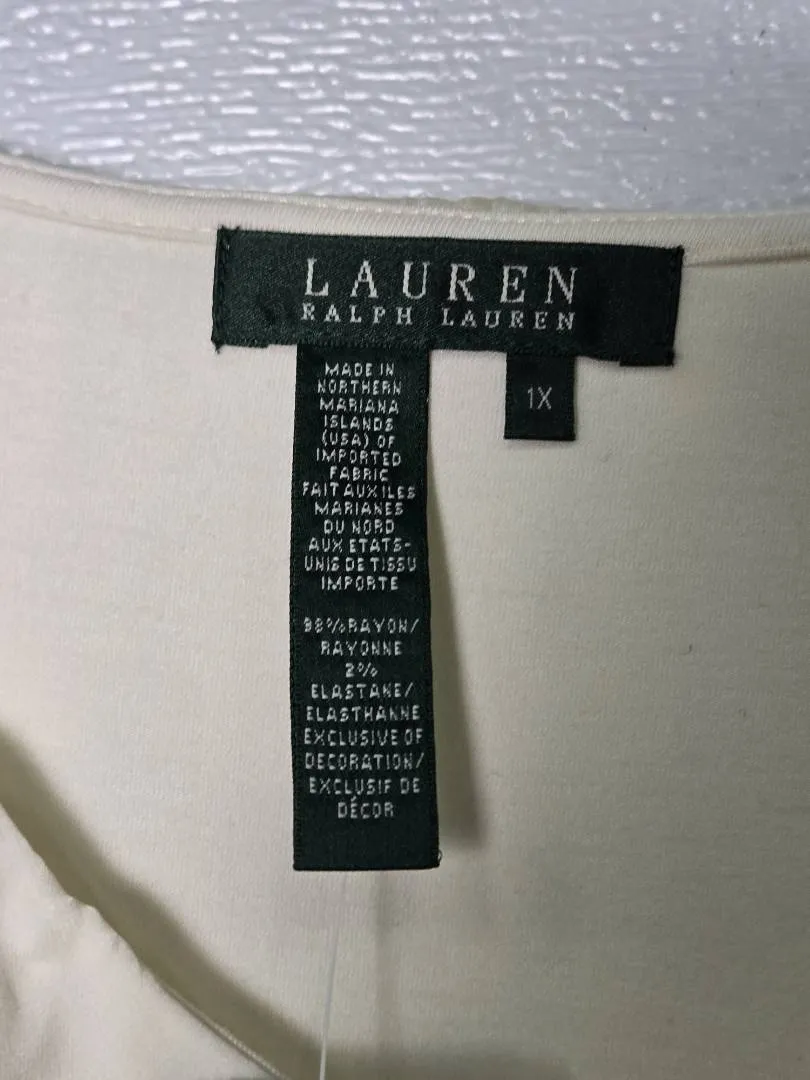 LAUREN
RALPH LAUREN
1X
MADE IN
NORTHERN
MARIANA
ISLANDS
(USA) OF
IMPORTED
FABRIC
FAIT AUX ILES
MARIANES
DU NORD
AUX ETATS-
UNIS DE TISSU
IMPORTE
98%RAYON/
RAYONNE
2%
ELASTANE/
ELASTHANNE
EXCLUSIVE OF
DECORATION/
EXCLUSIF DE
DÉCOR